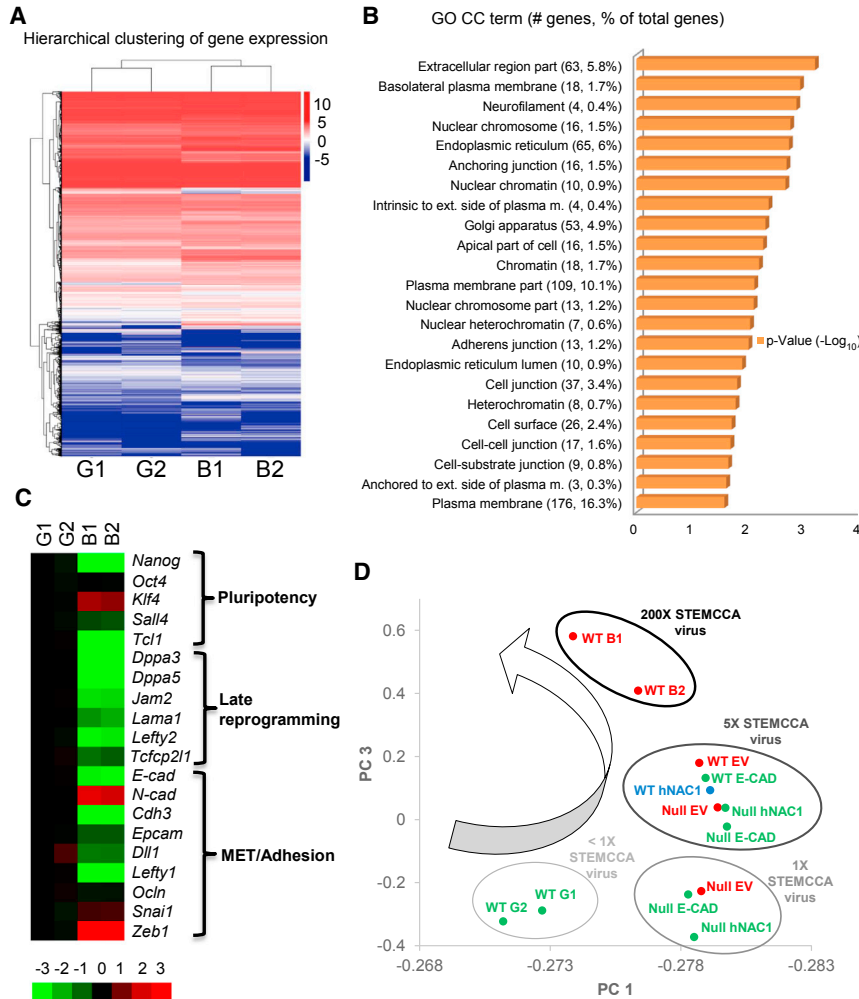 A
Hierarchical clustering of gene expression
10
5
0
-5
G1 G2 B1 B2
B
GO CC term (# genes, % of total genes)
Extracellular region part (63, 5.8%)
Basolateral plasma membrane (18, 1.7%)
Neurofilament (4, 0.4%)
Nuclear chromosome (16, 1.5%)
Endoplasmic reticulum (65, 6%)
Anchoring junction (16, 1.5%)
Nuclear chromatin (10, 0.9%)
Intrinsic to ext. side of plasma m. (4, 0.4%)
Golgi apparatus (53, 4.9%)
Apical part of cell (16, 1.5%)
Chromatin (18, 1.7%)
Plasma membrane part (109, 10.1%)
Nuclear chromosome part (13, 1.2%)
Nuclear heterochromatin (7, 0.6%)
Adherens junction (13, 1.2%)
Endoplasmic reticulum lumen (10, 0.9%)
Cell junction (37, 3.4%)
Heterochromatin (8, 0.7%)
Cell surface (26, 2.4%)
Cell-cell junction (17, 1.6%)
Cell-substrate junction (9, 0.8%)
Anchored to ext. side of plasma m. (3, 0.3%)
Plasma membrane (176, 16.3%)
p-Value (-Log10)
0 1 2 3 4
C
G1 G2 B1 B2
Nanog
Oct4
Klf4
Sall4
Tcl1
Dppa3
Dppa5
Jam2
Lama1
Lefty2
Tcfcp2l1
E-cad
N-cad
Cdh3
Epcam
Dll1
Lefty1
Ocln
Snai1
Zeb1
Pluripotency
Late
reprogramming
MET/Adhesion
-3 -2 -1 0 1 2 3
D
PC 3
0.6
0.4
0.2
0
-0.2
-0.4
-0.268 -0.273 -0.278 -0.283
PC 1
200X STEMCCA
virus
WT B1
WT B2
5X STEMCCA
virus
WT EV
WT E-CAD
WT hNAC1
Null EV
Null hNAC1
Null E-CAD
< 1X
STEMCCA
virus
WT G2
WT G1
1X
STEMCCA
virus
Null EV
Null E-CAD
Null hNAC1